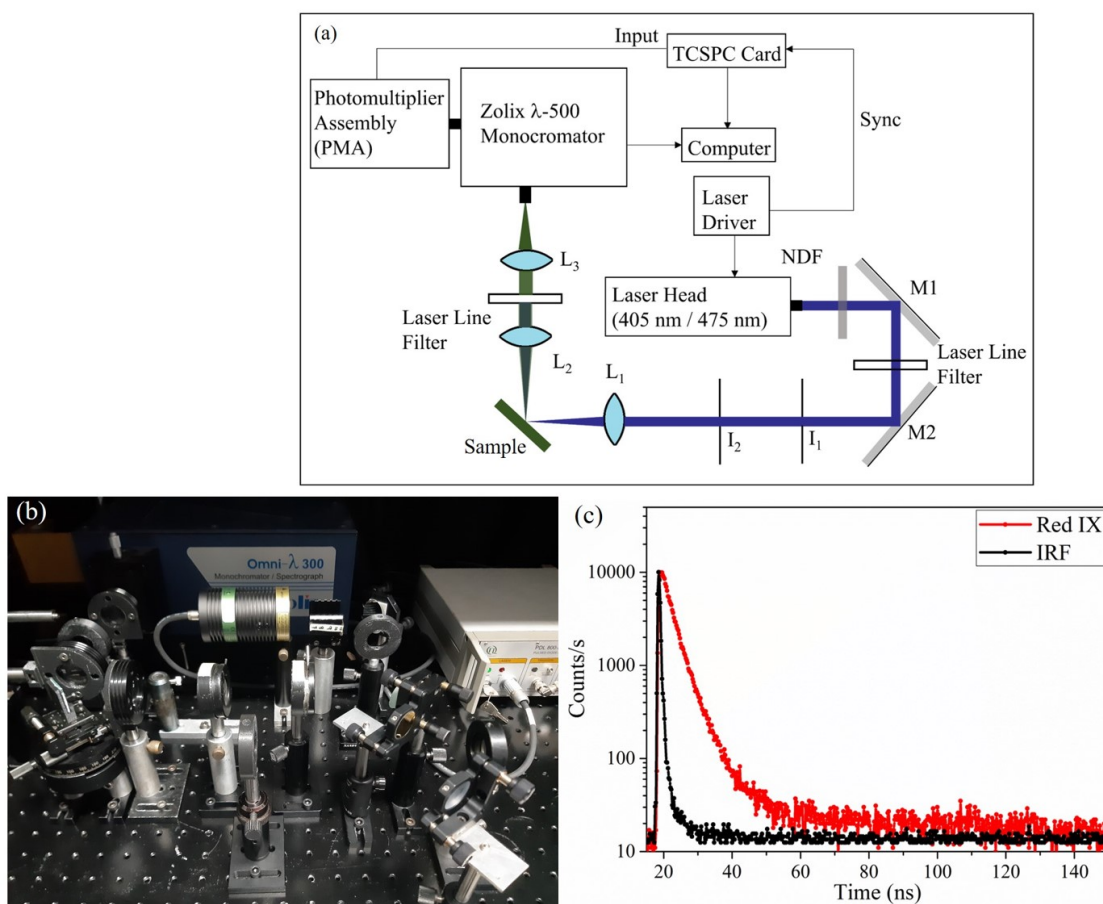 (a)
Input
TCSPC Card
Photomultiplier
Assembly
(PMA)
Zolix λ-500
Monocromator
Sync
Computer
Laser
Driver
NDF
M1
L3
Laser Head
(405 nm / 475 nm)
Laser Line
Filter
Laser Line
Filter
L2
L1
M2
Sample
I2
I1
(b)
Omni-λ 300
Monochromator / Spectrograph
(c)
Red IX
IRF
10000
1000
100
10
Counts/s
20
40
60
80
100
120
140
Time (ns)